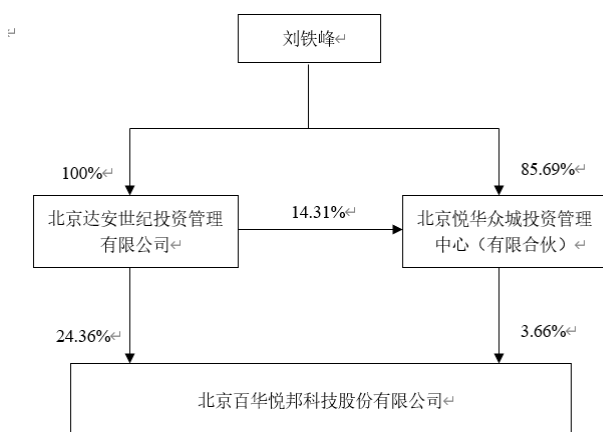 刘铁峰
100%
85.69%
北京达安世纪投资管理
有限公司
14.31%
北京悦华众城投资管理
中心（有限合伙）
24.36%
3.66%
北京百华悦邦科技股份有限公司